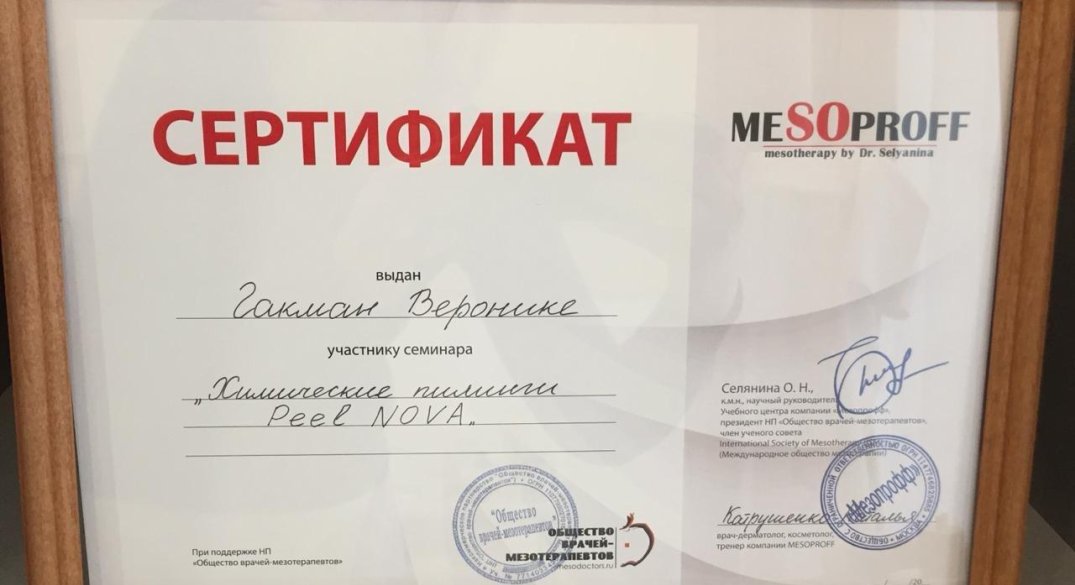 СЕРТИФИКАТ
выдан
Гакман Веронике
участнику семинара
„Химические пилинги
Peel NOVA„
При поддержке НП
«Общество врачей-мезотерапевтов»
"Общество
врачей-мезотерапевтов"
ОБЩЕСТВО
ВРАЧЕЙ-
МЕЗОТЕРАПЕВТОВ
mesodoctors.ru
MESOPROFF
mesotherapy by Dr. Selyanina
Селянина О. Н.,
к.м.н., научный руководитель
Учебного центра компании «Мезопрофф»,
президент НП «Общество врачей-мезотерапевтов»,
член ученого совета
International Society of Mesotherapy
(Международное общество мезотерапии)
«Мезопрофф»
Катрушенко Наталья
врач-дерматолог, косметолог,
тренер компании MESOPROFF